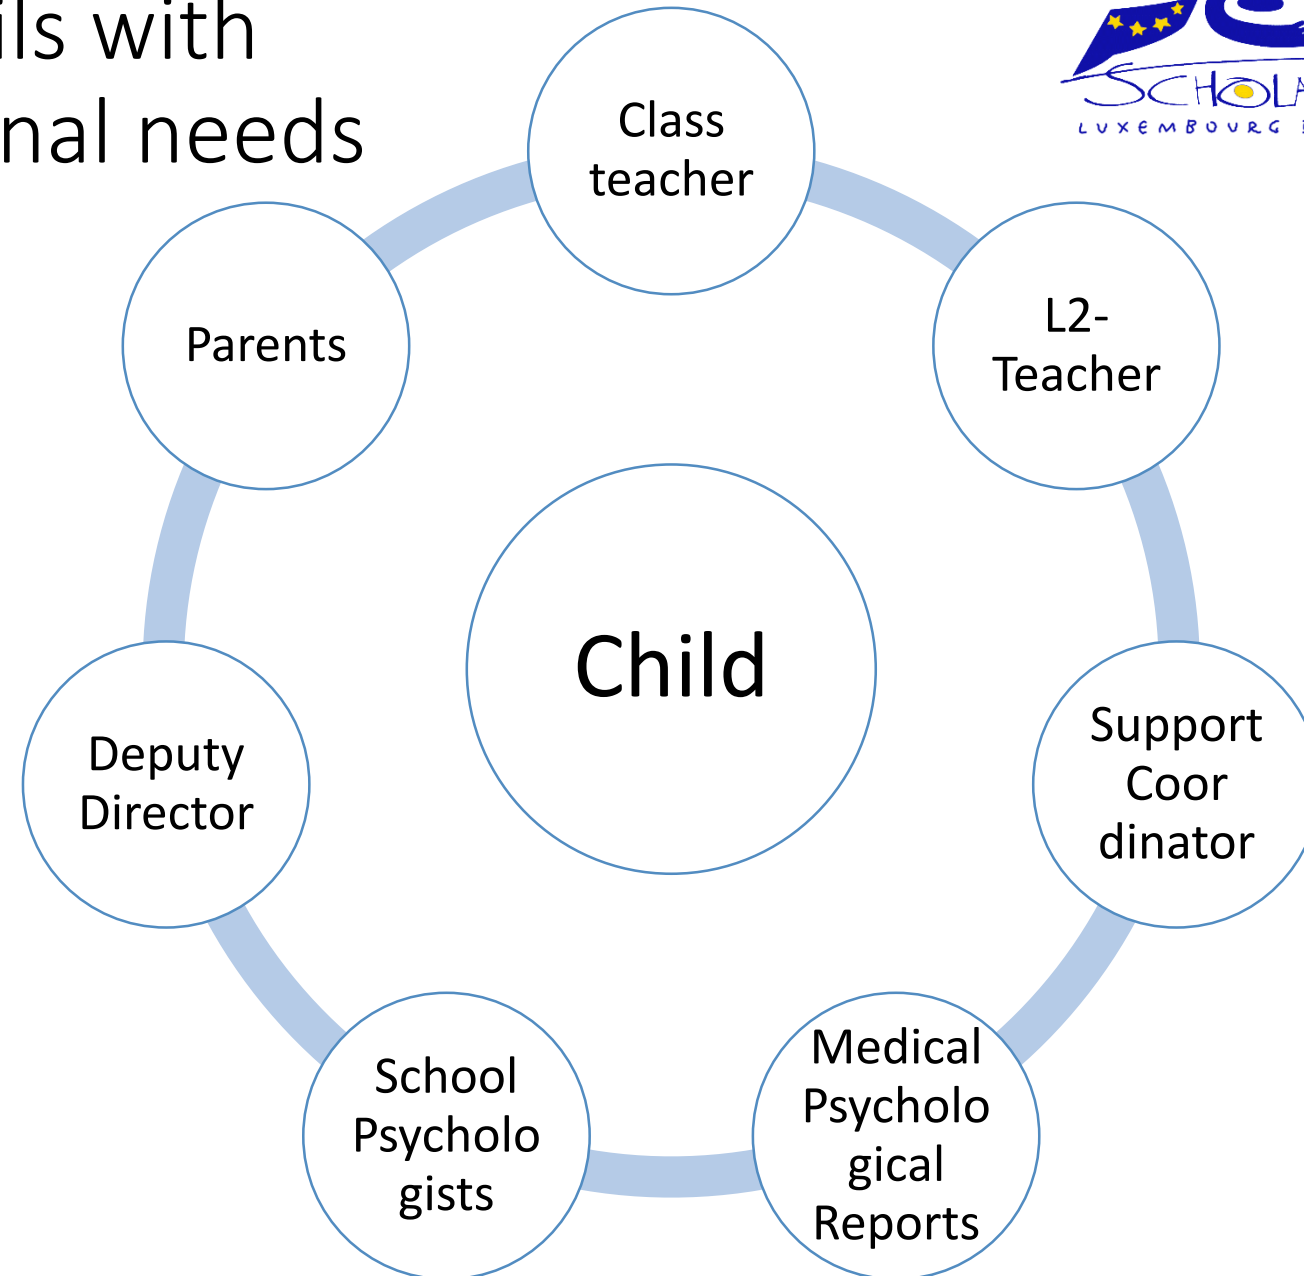 ils with
nal needs
SCHOLA
LUXEMBOURG
Class
teacher
Parents
L2-
Teacher
Child
Deputy
Director
Support
Coor
dinator
School
Psycholo
gists
Medical
Psycholo
gical
Reports